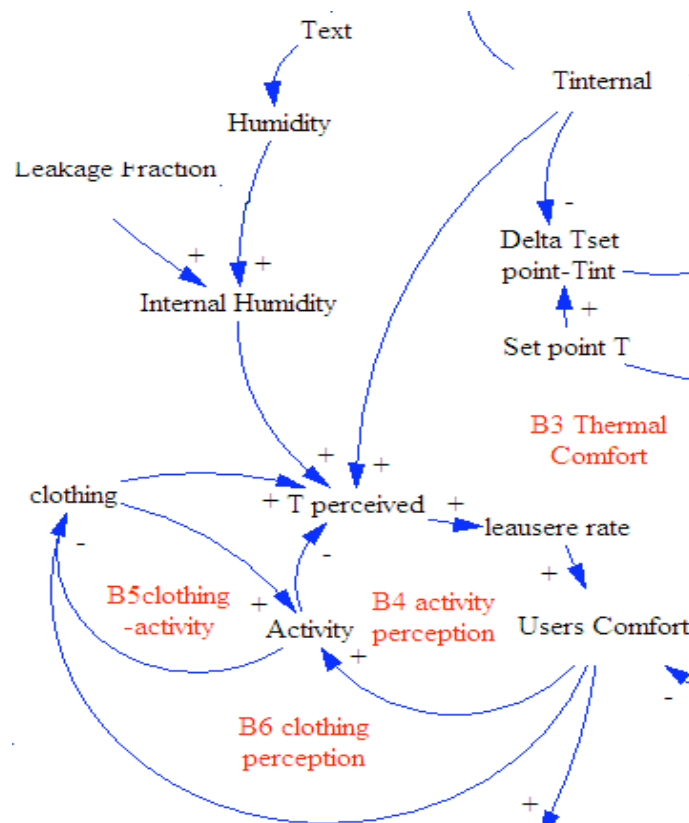 Text
Tinternal
Humidity
Leakage Fraction
-
+
+
Delta Tset
point-Tint
Internal Humidity
+
Set point T
B3 Thermal
Comfort
+
+
clothing
+ T perceived
+
leausere rate
-
-
B5clothing
-activity
B4 activity
perception
+
+
Activity
+
Users Comfort
B6 clothing
perception
-
+